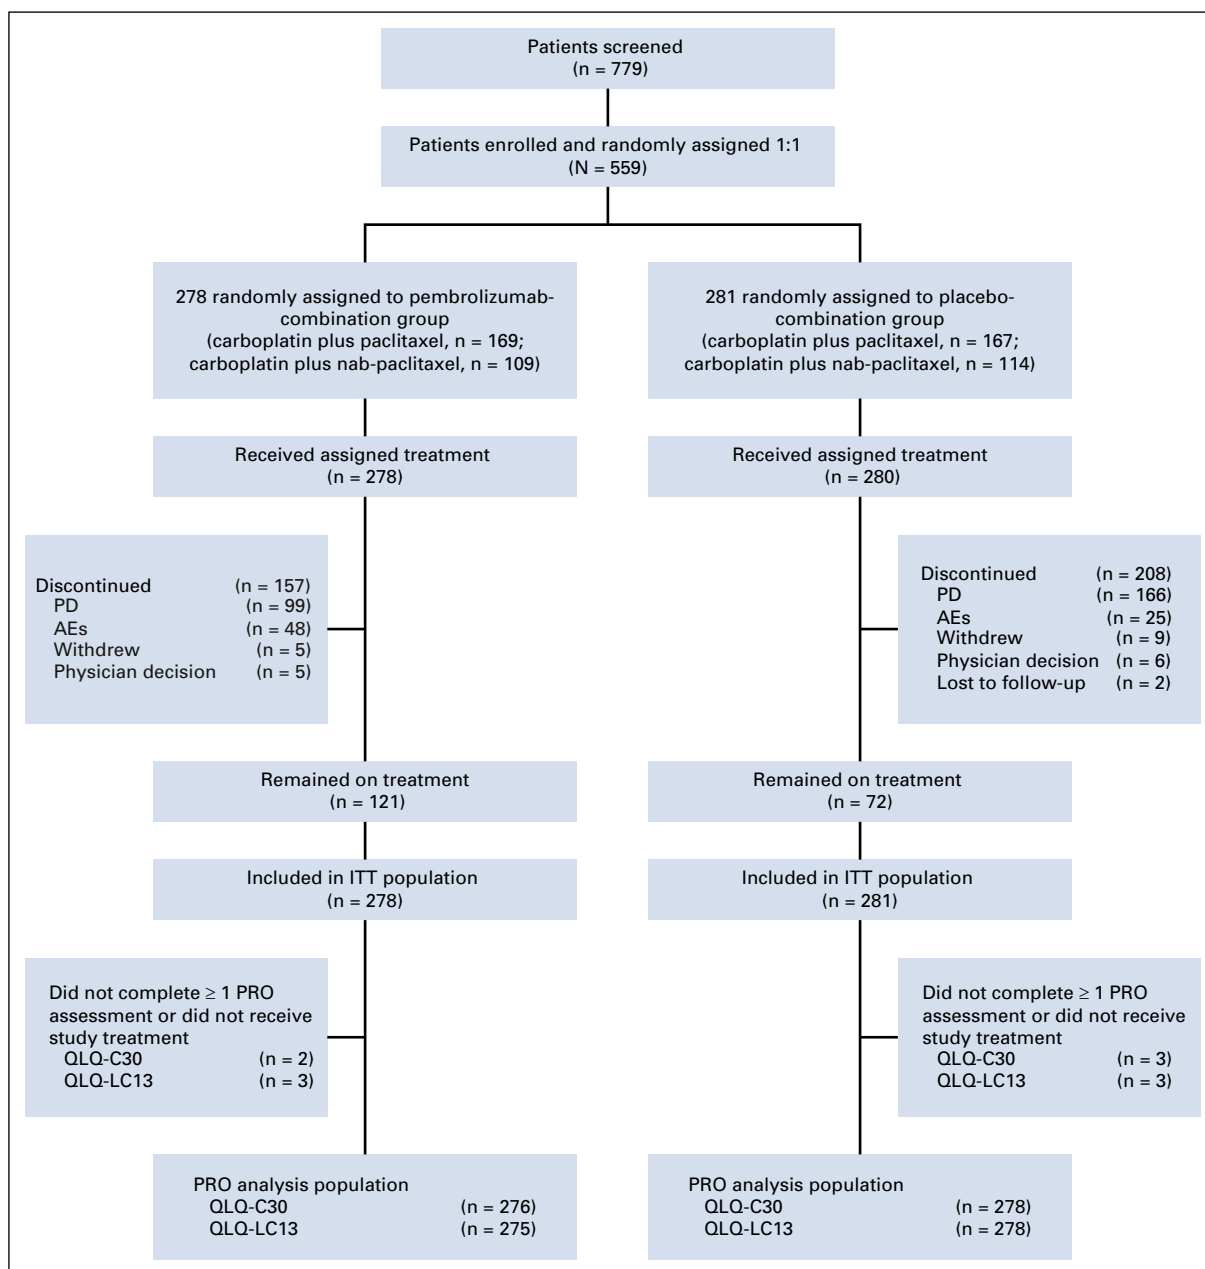 Patients screened
(n = 779)
Patients enrolled and randomly assigned 1:1
(N = 559)
278 randomly assigned to pembrolizumab-
combination group
(carboplatin plus paclitaxel, n = 169;
carboplatin plus nab-paclitaxel, n = 109)
281 randomly assigned to placebo-
combination group
(carboplatin plus paclitaxel, n = 167;
carboplatin plus nab-paclitaxel, n = 114)
Received assigned treatment
(n = 278)
Received assigned treatment
(n = 280)
Discontinued (n = 157)
PD (n = 99)
AEs (n = 48)
Withdrew (n = 5)
Physician decision (n = 5)
Discontinued (n = 208)
PD (n = 166)
AEs (n = 25)
Withdrew (n = 9)
Physician decision (n = 6)
Lost to follow-up (n = 2)
Remained on treatment
(n = 121)
Remained on treatment
(n = 72)
Included in ITT population
(n = 278)
Included in ITT population
(n = 281)
Did not complete ≥ 1 PRO
assessment or did not receive
study treatment
QLQ-C30 (n = 2)
QLQ-LC13 (n = 3)
Did not complete ≥ 1 PRO
assessment or did not receive
study treatment
QLQ-C30 (n = 3)
QLQ-LC13 (n = 3)
PRO analysis population
QLQ-C30 (n = 276)
QLQ-LC13 (n = 275)
PRO analysis population
QLQ-C30 (n = 278)
QLQ-LC13 (n = 278)